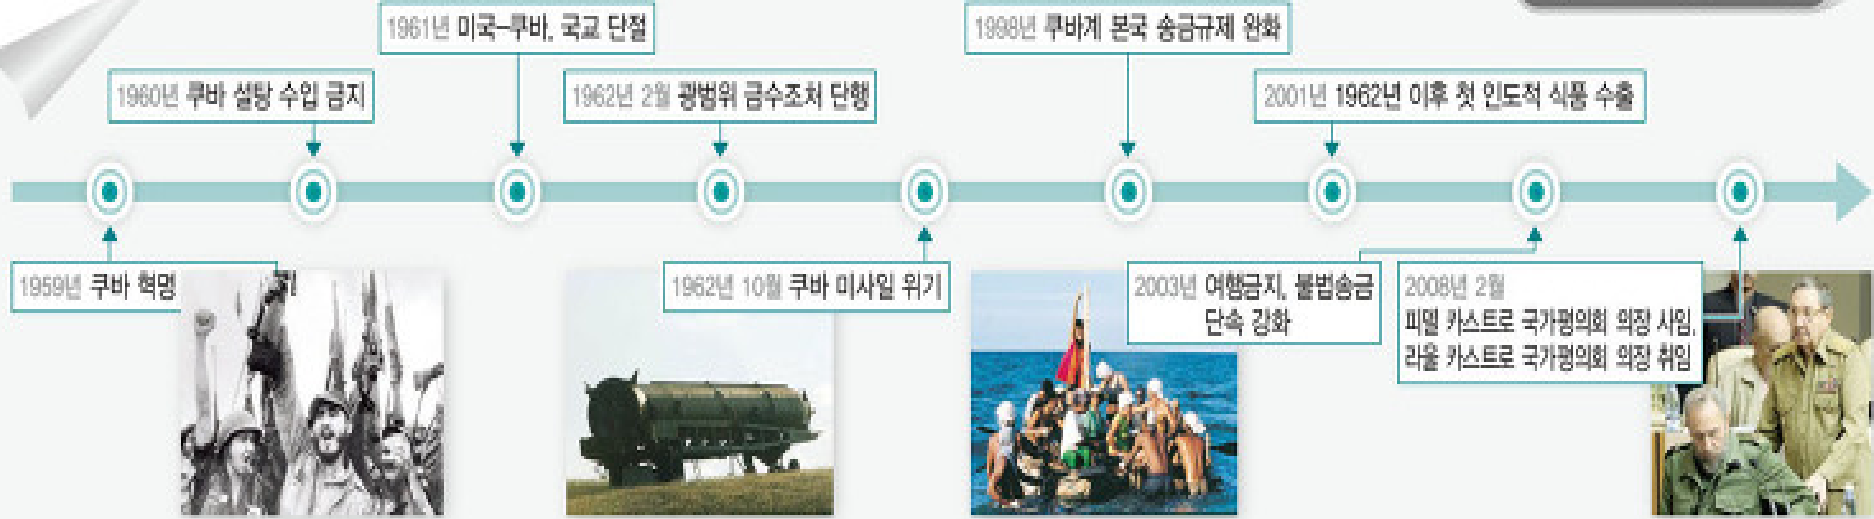 1961년 미국-쿠바, 국교 단절
1998년 쿠바계 본국 송금규제 완화
1960년 쿠바 설탕 수입 금지
1962년 2월 광범위 금수조처 단행
2001년 1962년 이후 첫 인도적 식품 수출
1959년 쿠바 혁명
1962년 10월 쿠바 미사일 위기
2003년 여행금지, 불법송금
단속 강화
2008년 2월
피델 카스트로 국가평의회 의장 사임,
라울 카스트로 국가평의회 의장 취임